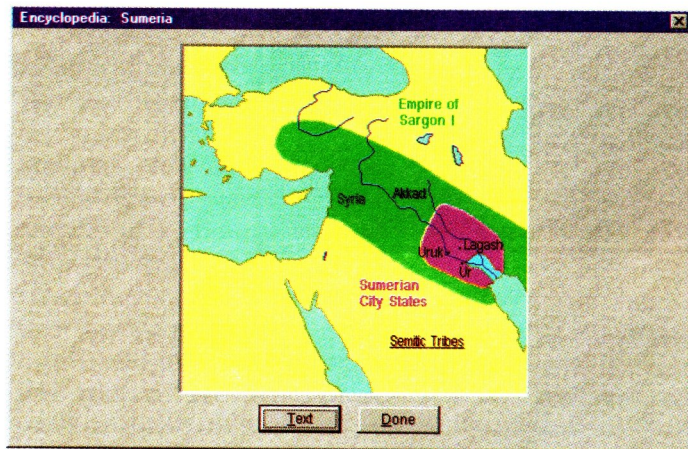 Encyclopedia: Sumeria
Empire of
Sargon I
Syria
Akkad
Lagash
Uruk
Ur
Sumerian
City States
Semitic Tribes
Text
Done